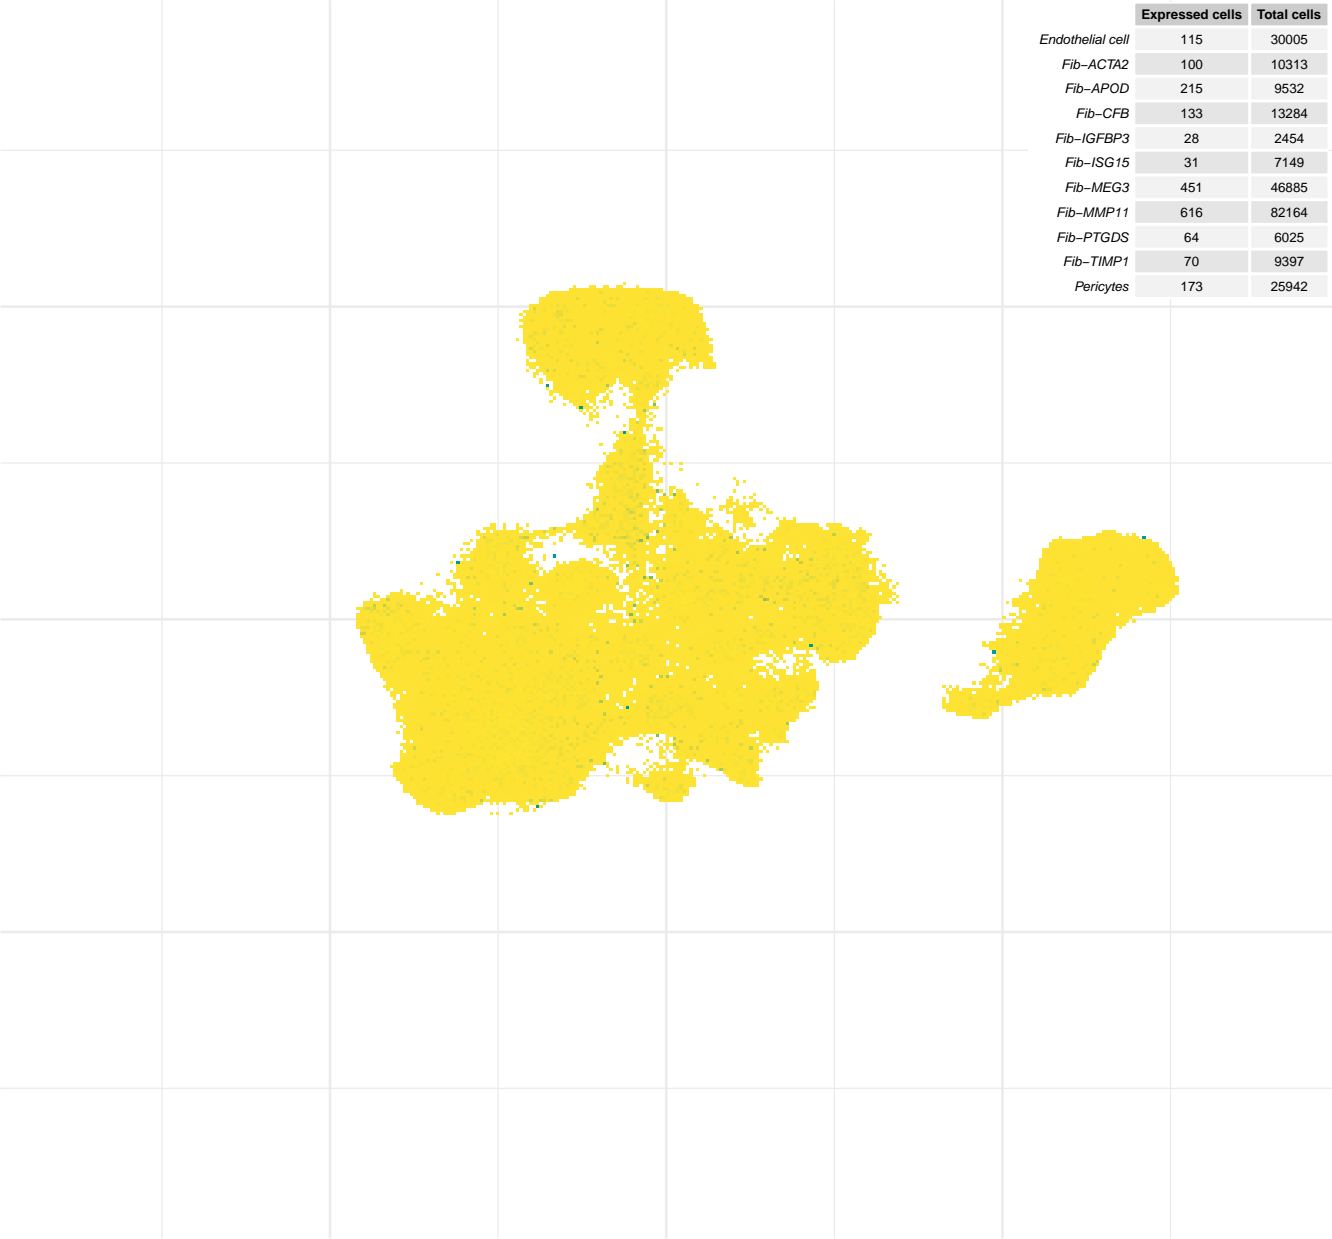 Expressed cells Total cells
Endothelial cell 115 30005
Fib−ACTA2 100 10313
Fib−APOD 215 9532
Fib−CFB 133 13284
Fib−IGFBP3 28 2454
Fib−ISG15 31 7149
Fib−MEG3 451 46885
Fib−MMP11 616 82164
Fib−PTGDS 64 6025
Fib−TIMP1 70 9397
Pericytes 173 25942